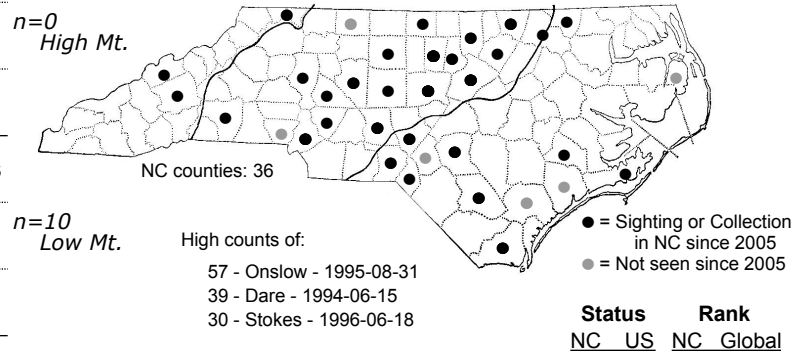 n=0
High Mt.
NC counties: 36
n=10
Low Mt.
High counts of:
57 - Onslow - 1995-08-31
39 - Dare - 1994-06-15
30 - Stokes - 1996-06-18
= Sighting or Collection
in NC since 2005
= Not seen since 2005
Status Rank
NC US NC Global